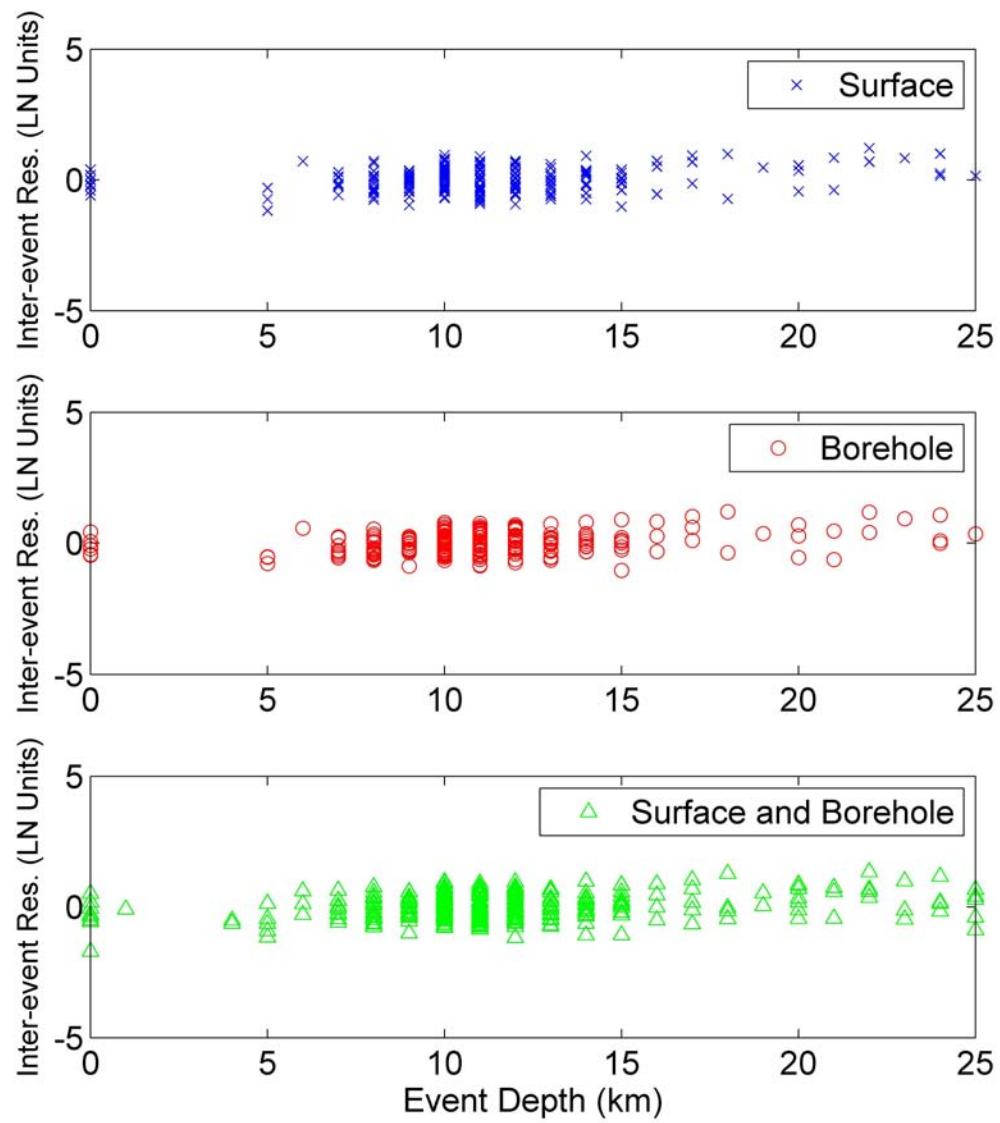 5
Surface
0
-5
0 5 10 15 20 25
Inter-event Res. (LN Units)
5
Borehole
0
-5
0 5 10 15 20 25
Inter-event Res. (LN Units)
5
Surface and Borehole
0
-5
0 5 10 15 20 25
Inter-event Res. (LN Units)
Event Depth (km)